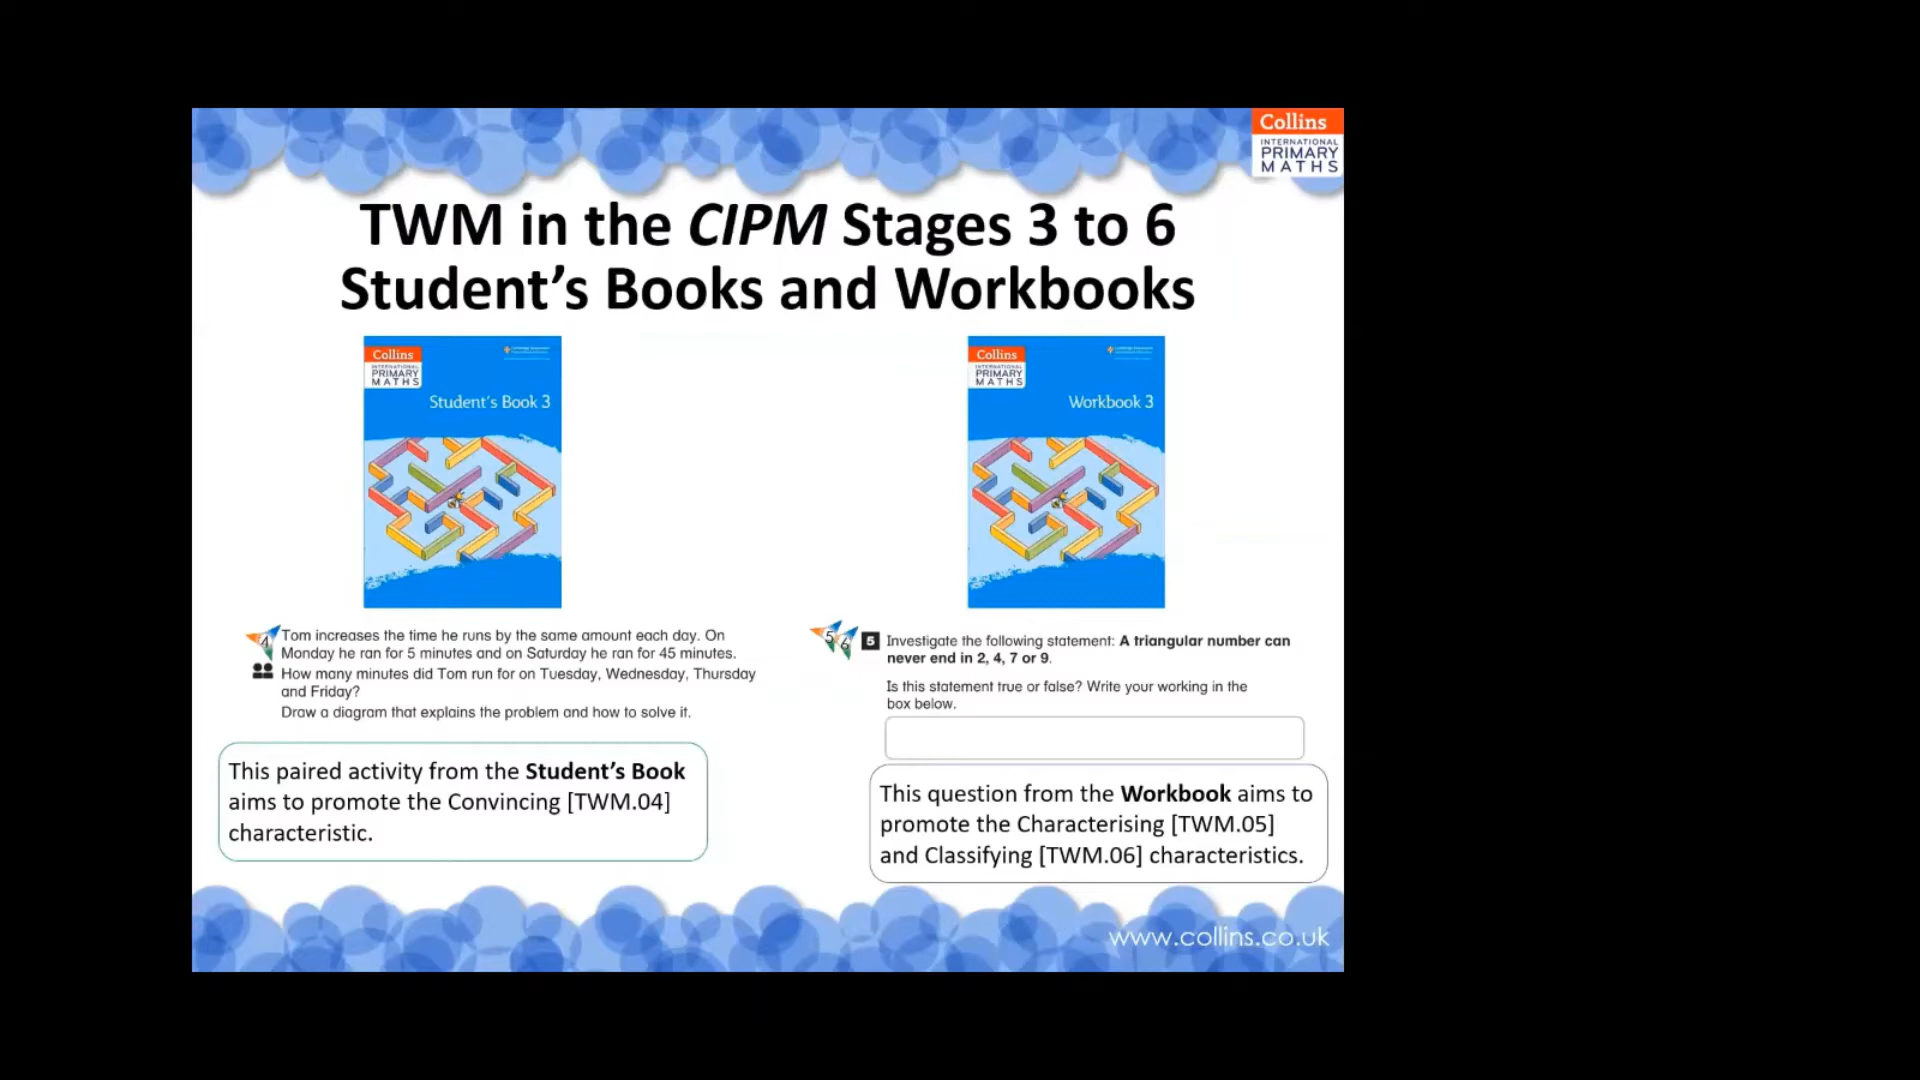 Collins
INTERNATIONAL
PRIMARY
MATHS
TWM in the CIPM Stages 3 to 6
Student's Books and Workbooks
Collins
INTERNATIONAL
PRIMARY
MATHS
Student's Book 3
Collins
INTERNATIONAL
PRIMARY
MATHS
Workbook 3
4
Tom increases the time he runs by the same amount each day. On
Monday he ran for 5 minutes and on Saturday he ran for 45 minutes.
How many minutes did Tom run for on Tuesday, Wednesday, Thursday
and Friday?
Draw a diagram that explains the problem and how to solve it.
This paired activity from the Student's Book
aims to promote the Convincing [TWM.04]
characteristic.
5 6 5 Investigate the following statement: A triangular number can
never end in 2, 4, 7 or 9.
Is this statement true or false? Write your working in the
box below.
This question from the Workbook aims to
promote the Characterising [TWM.05]
and Classifying [TWM.06] characteristics.
www.collins.co.uk